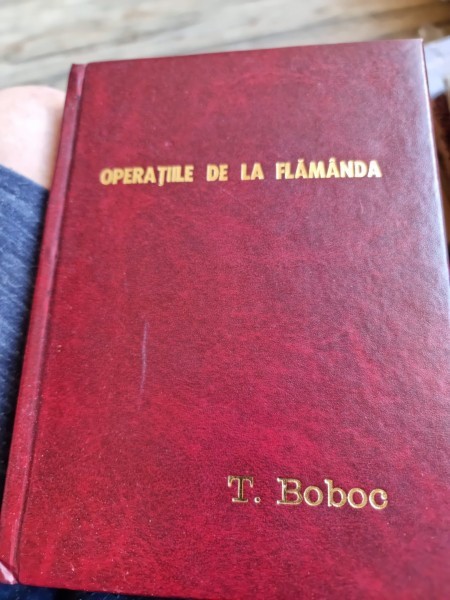 OPERAȚIILE DE LA FLĂMÂNDA
T. Boboc